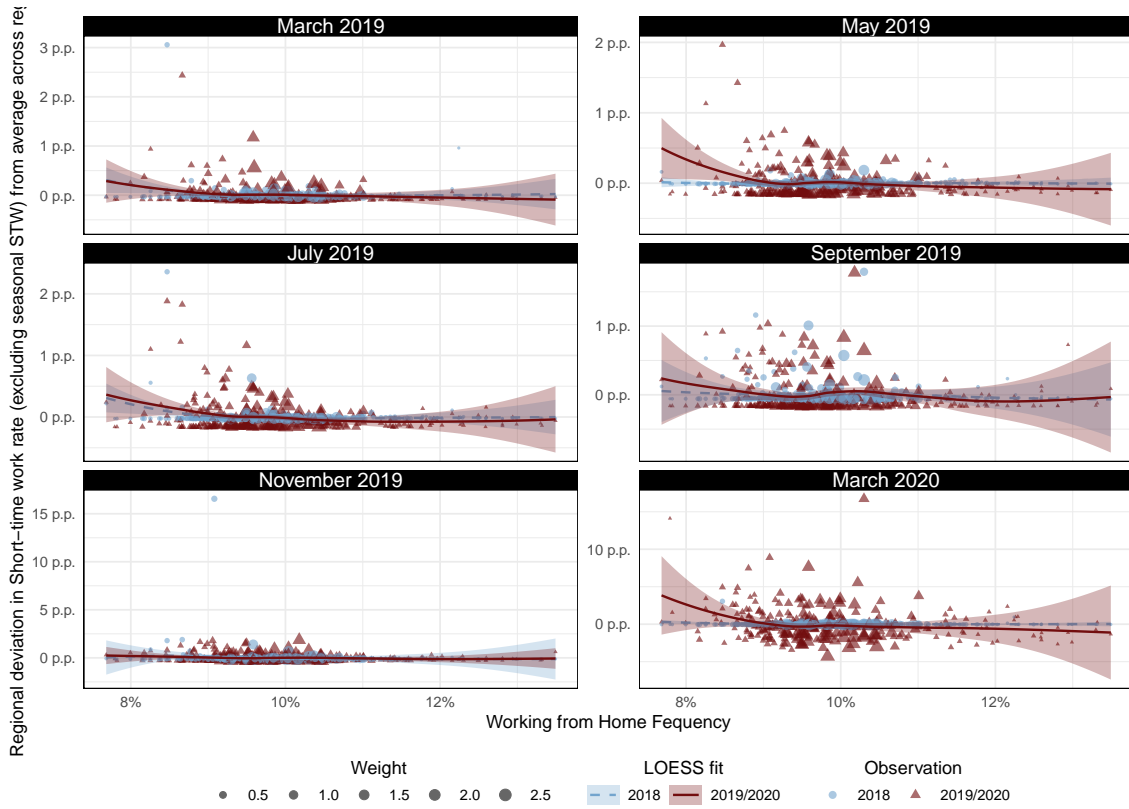 Regional deviation in Short−time work rate (excluding seasonal STW) from average across reg
March 2019
3 p.p.
2 p.p.
1 p.p.
0 p.p.
May 2019
2 p.p.
1 p.p.
0 p.p.
July 2019
2 p.p.
1 p.p.
0 p.p.
September 2019
1 p.p.
0 p.p.
November 2019
15 p.p.
10 p.p.
5 p.p.
0 p.p.
8% 10% 12%
March 2020
10 p.p.
0 p.p.
8% 10% 12%
Working from Home Fequency
Weight
0.5 1.0 1.5 2.0 2.5
LOESS fit
2018 2019/2020
Observation
2018 2019/2020